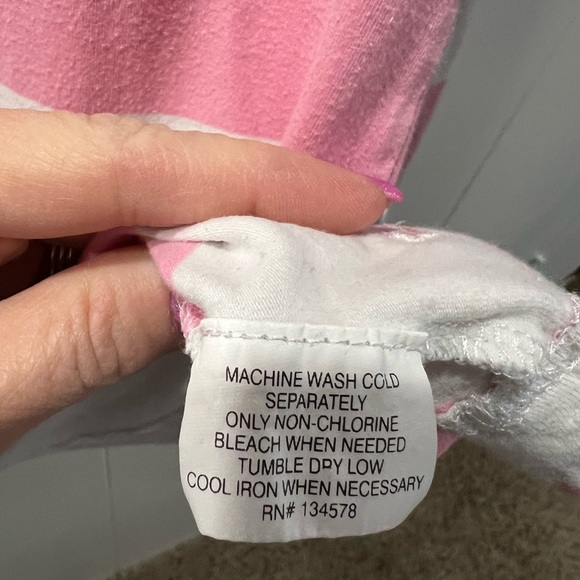 MACHINE WASH COLD
SEPARATELY
ONLY NON-CHLORINE
BLEACH WHEN NEEDED
TUMBLE DRY LOW
COOL IRON WHEN NECESSARY
RN# 134578